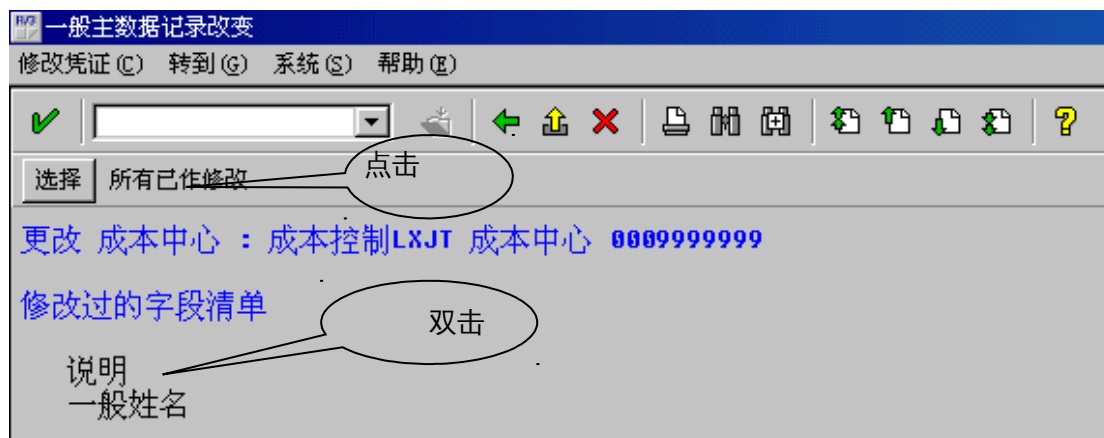 R/3 一般主数据记录改变
修改凭证(C) 转到(G) 系统(S) 帮助(E)
选择 所有已作修改
点击
更改 成本中心 : 成本控制LXJT 成本中心 0009999999
修改过的字段清单
双击
说明
一般姓名